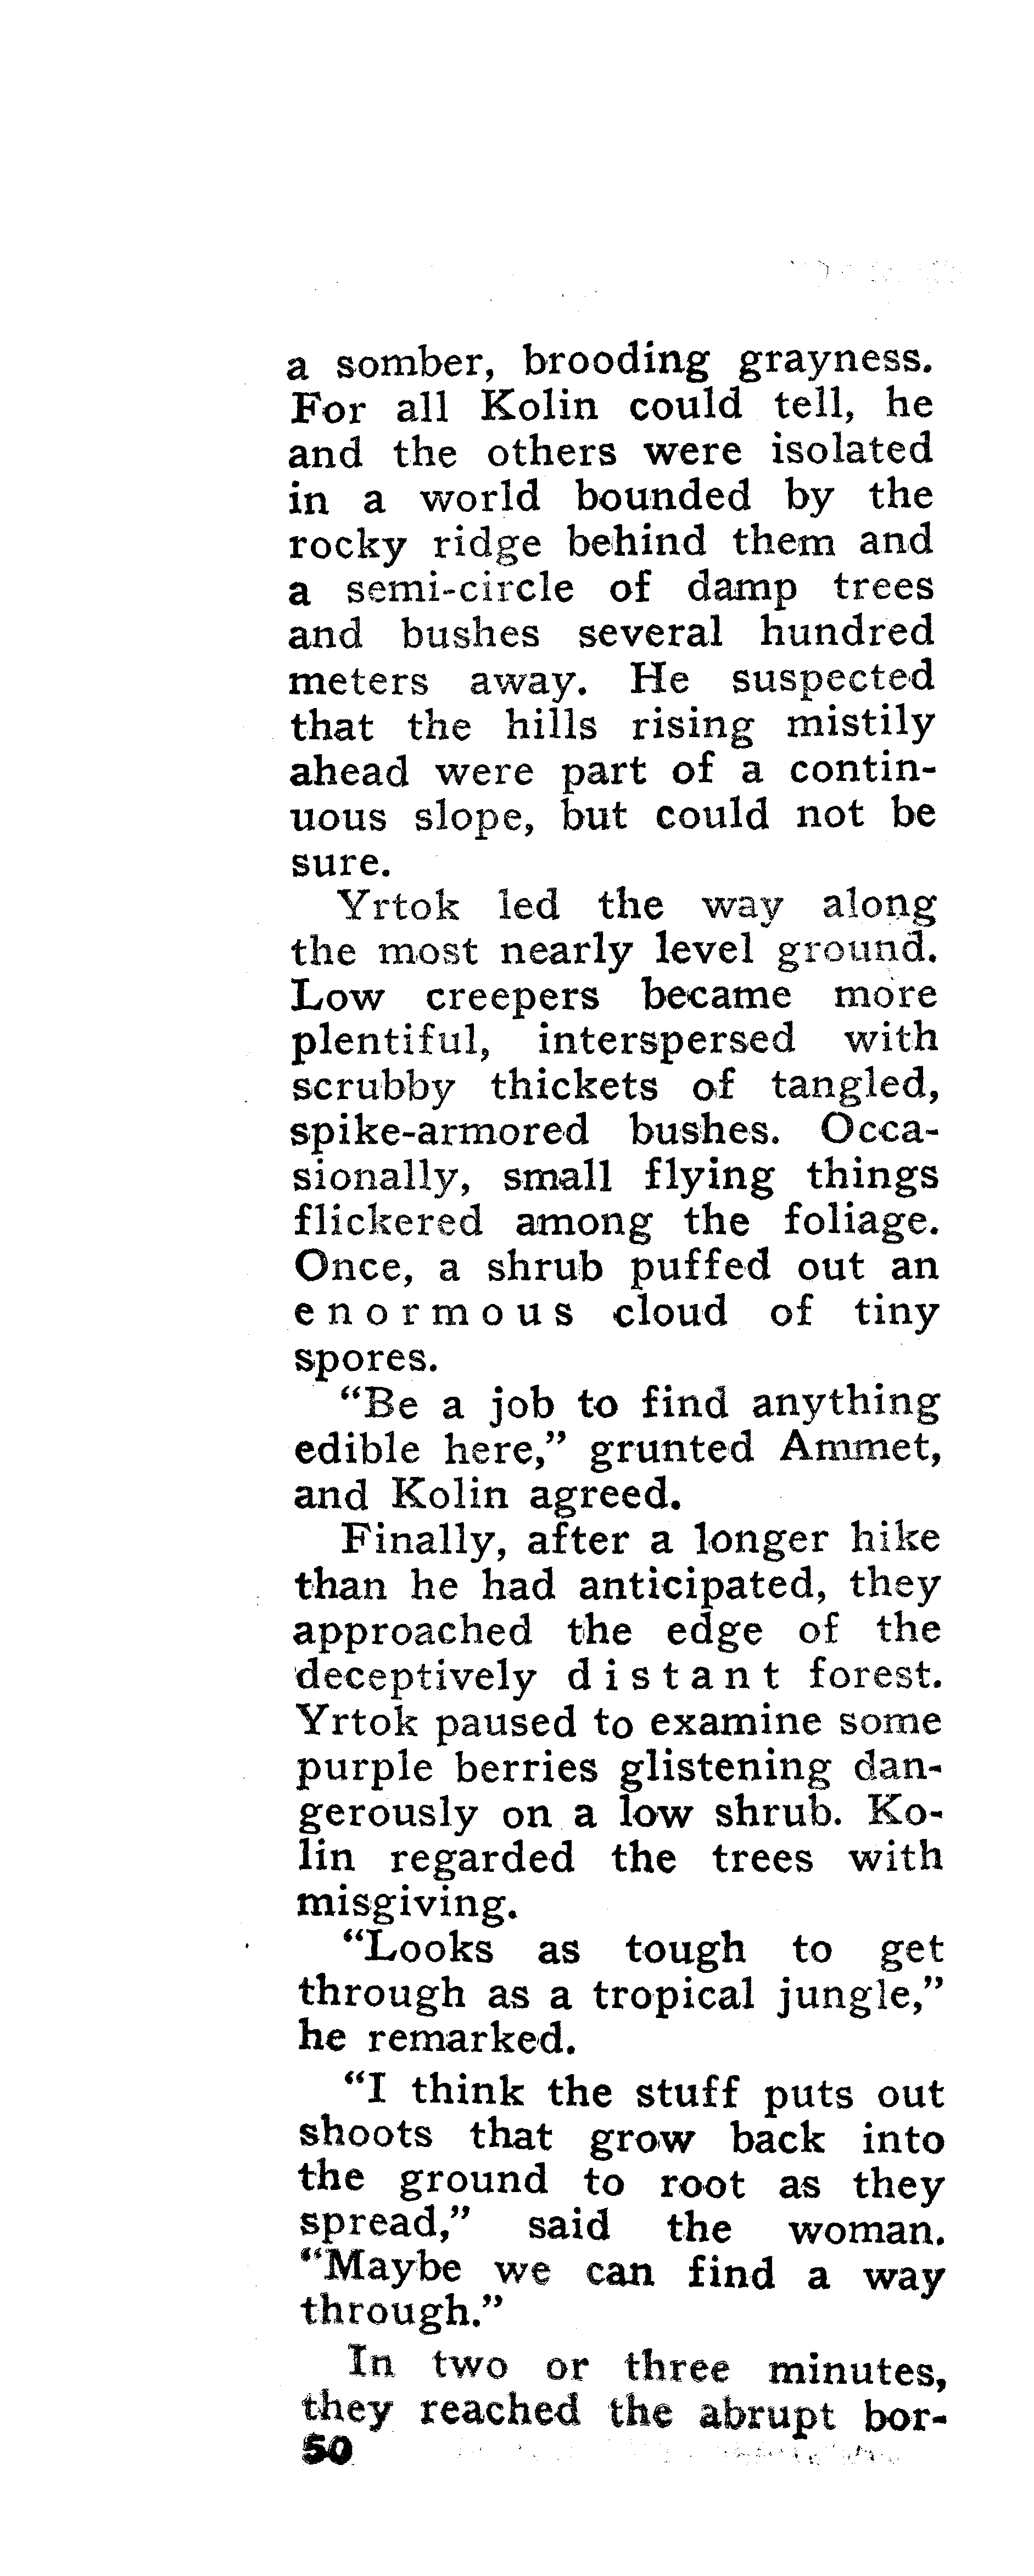 a somber, brooding grayness.
For all Kolin could tell, he
and the others were isolated
in a world bounded by the
rocky ridge behind them and
a semi-circle of damp trees
and bushes several hundred
meters away. He suspected
that the hills rising mistily
ahead were part of a contin-
uous slope, but could not be
sure.
Yrtok led the way along
the most nearly level ground.
Low creepers became more
plentiful, interspersed with
scrubby thickets of tangled,
spike-armored bushes. Occa-
sionally, small flying things
flickered among the foliage.
Once, a shrub puffed out an
enormous cloud of tiny
spores.
“Be a job to find anything
edible here,” grunted Ammet,
and Kolin agreed.
Finally, after a longer hike
than he had anticipated, they
approached the edge of the
deceptively distant forest.
Yrtok paused to examine some
purple berries glistening dan-
gerously on a low shrub. Ko-
lin regarded the trees with
misgiving.
“Looks as tough to get
through as a tropical jungle,”
he remarked.
“I think the stuff puts out
shoots that grow back into
the ground to root as they
spread,” said the woman.
“Maybe we can find a way
through.”
In two or three minutes,
they reached the abrupt bor-
50